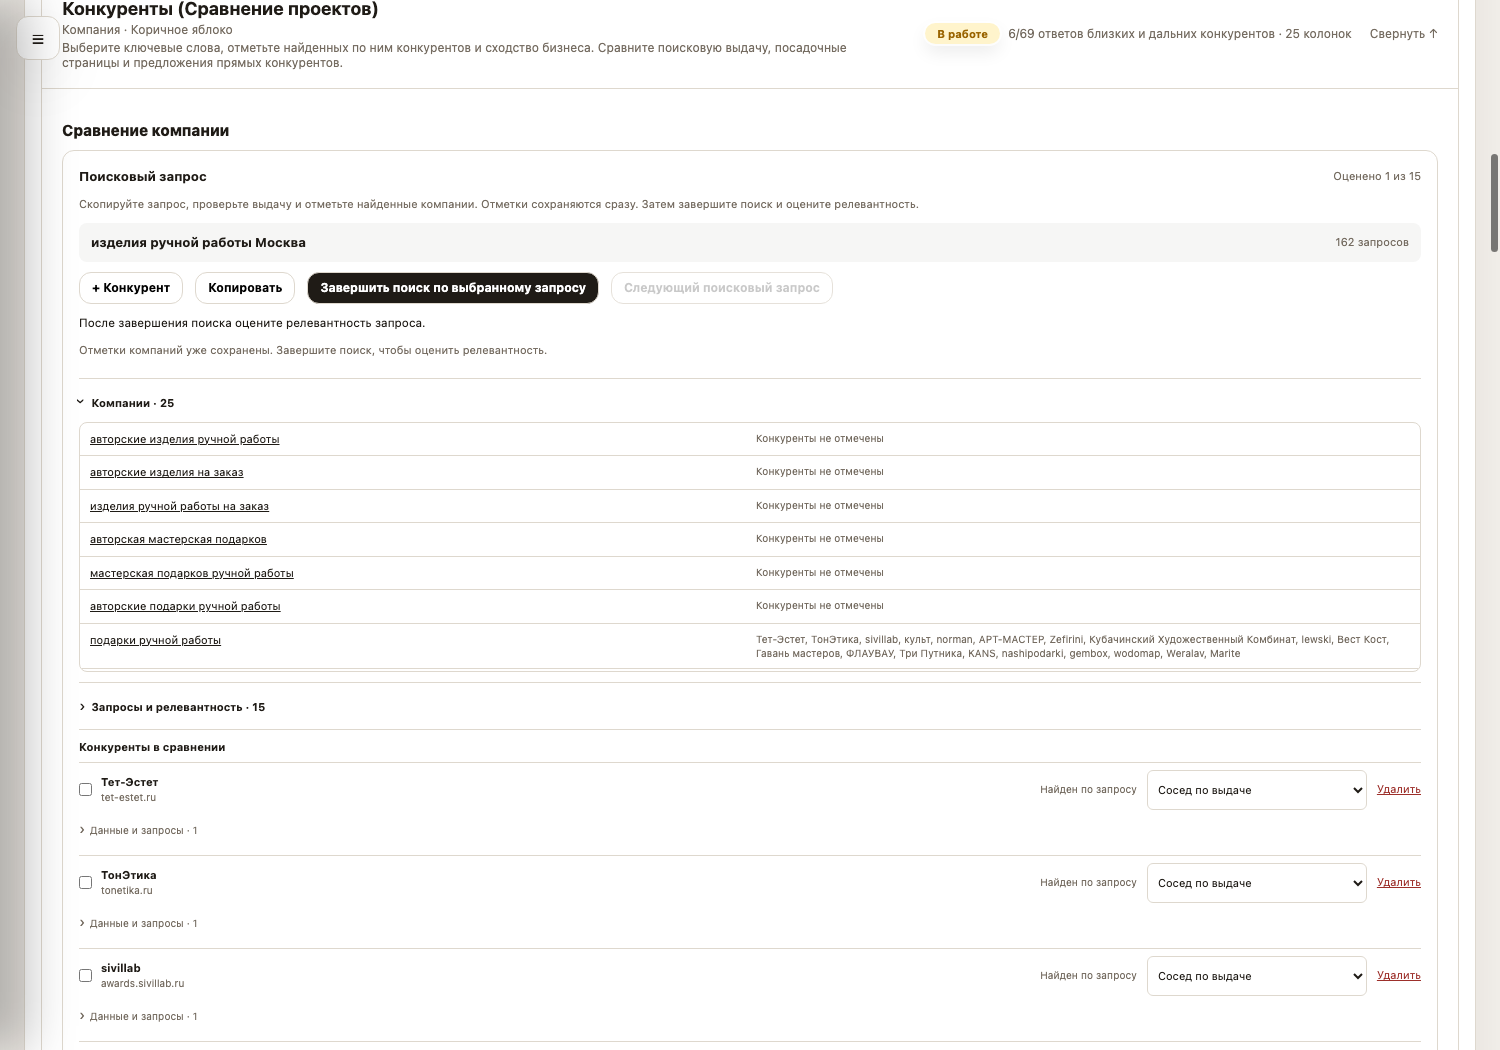 Конкуренты (Сравнение проектов)
Компания · Коричное яблоко
Выберите ключевые слова, отметьте найденных по ним конкурентов и сходство бизнеса. Сравните поисковую выдачу, посадочные
страницы и предложения прямых конкурентов.
В работе
6/69 ответов близких и дальних конкурентов · 25 колонок
Свернуть ↑
Сравнение компании
Поисковый запрос
Оценено 1 из 15
Скопируйте запрос, проверьте выдачу и отметьте найденные компании. Отметки сохраняются сразу. Затем завершите поиск и оцените релевантность.
изделия ручной работы Москва
162 запросов
+ Конкурент
Копировать
Завершить поиск по выбранному запросу
Следующий поисковый запрос
После завершения поиска оцените релевантность запроса.
Отметки компаний уже сохранены. Завершите поиск, чтобы оценить релевантность.
Компании · 25
авторские изделия ручной работы
Конкуренты не отмечены
авторские изделия на заказ
Конкуренты не отмечены
изделия ручной работы на заказ
Конкуренты не отмечены
авторская мастерская подарков
Конкуренты не отмечены
мастерская подарков ручной работы
Конкуренты не отмечены
авторские подарки ручной работы
Конкуренты не отмечены
подарки ручной работы
Тет-Эстет, ТонЭтика, sivillab, культ, norman, АРТ-МАСТЕР, Zefirini, Кубачинский Художественный Комбинат, lewski, Вест Кост,
Гавань мастеров, ФЛАУВАУ, Три Путника, KANS, nashipodarki, gembox, wodomap, Weralav, Marite
Запросы и релевантность · 15
Конкуренты в сравнении
Тет-Эстет
tet-estet.ru
Найден по запросу
Сосед по выдаче
Удалить
Данные и запросы · 1
ТонЭтика
tonetika.ru
Найден по запросу
Сосед по выдаче
Удалить
Данные и запросы · 1
sivillab
awards.sivillab.ru
Найден по запросу
Сосед по выдаче
Удалить
Данные и запросы · 1